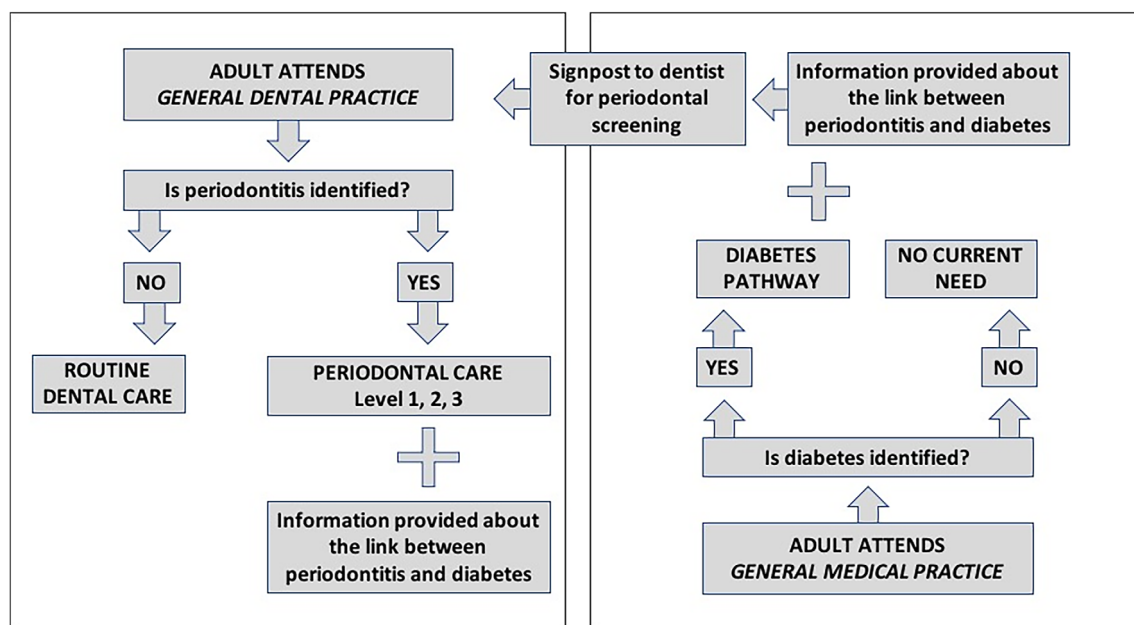 ADULT ATTENDS
GENERAL DENTAL PRACTICE
Is periodontitis identified?
NO
YES
ROUTINE
DENTAL CARE
PERIODONTAL CARE
Level 1, 2, 3
Information provided about
the link between
periodontitis and diabetes
Signpost to dentist
for periodontal
screening
Information provided about
the link between
periodontitis and diabetes
DIABETES
PATHWAY
NO CURRENT
NEED
YES
NO
Is diabetes identified?
ADULT ATTENDS
GENERAL MEDICAL PRACTICE